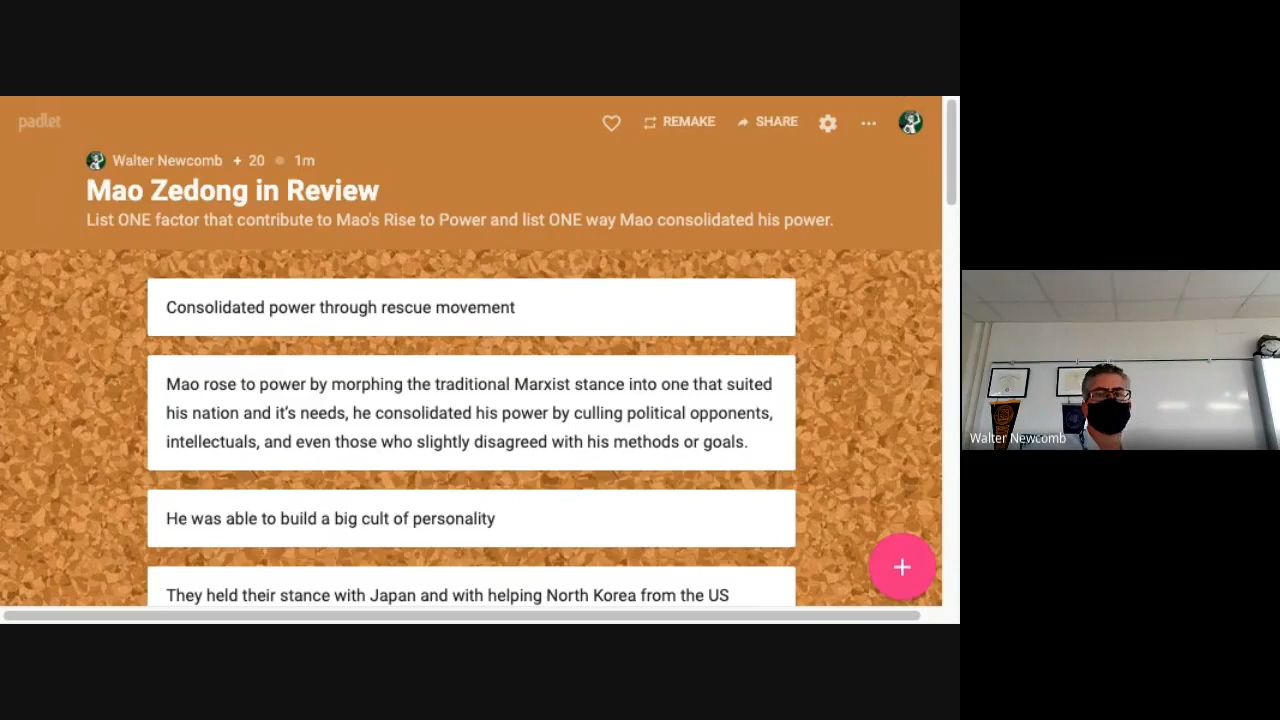 padlet
REMAKE
SHARE
Walter Newcomb + 20 1m
Mao Zedong in Review
List ONE factor that contribute to Mao's Rise to Power and list ONE way Mao consolidated his power.
Consolidated power through rescue movement
Mao rose to power by morphing the traditional Marxist stance into one that suited
his nation and it's needs, he consolidated his power by culling political opponents,
intellectuals, and even those who slightly disagreed with his methods or goals.
He was able to build a big cult of personality
They held their stance with Japan and with helping North Korea from the US
Walter Newcomb